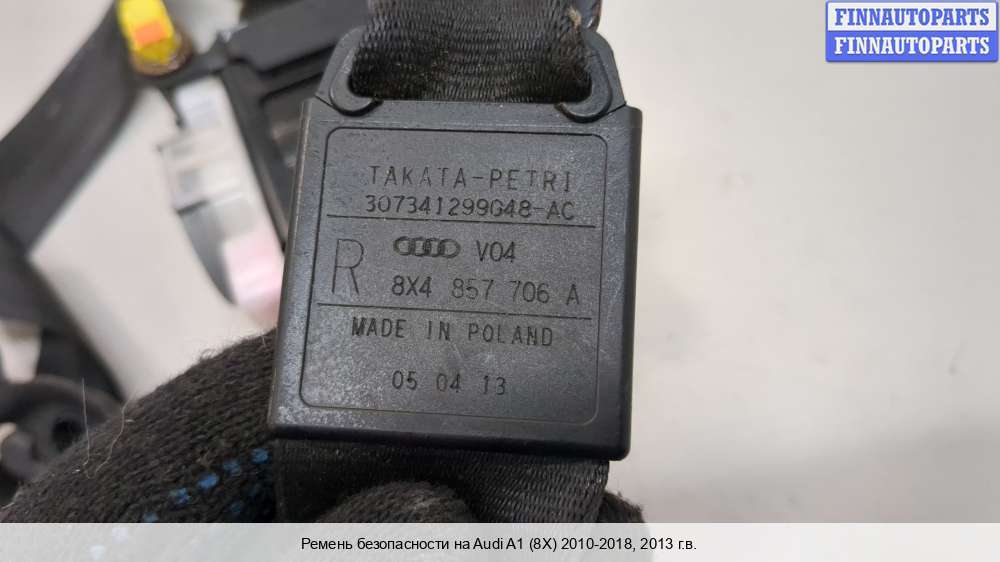 FINNAUTOPARTS
FINNAUTOPARTS
TAKATA-PETRI
307341299G48-AC
R
V04
8X4 857 706 A
MADE IN POLAND
05 04 13
Ремень безопасности на Audi A1 (8X) 2010-2018, 2013 г.в.